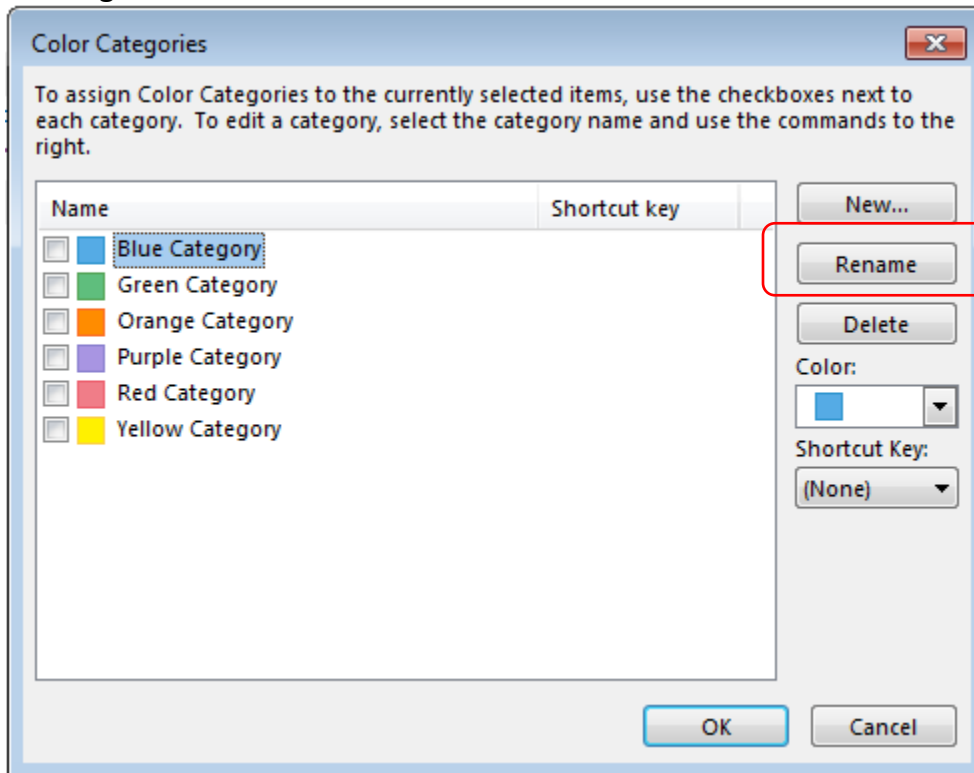 Color Categories
To assign Color Categories to the currently selected items, use the checkboxes next to
each category. To edit a category, select the category name and use the commands to the
right.
Name Shortcut key
New...
Blue Category
Rename
Green Category
Orange Category
Delete
Purple Category
Color:
Red Category
Yellow Category
Shortcut Key:
(None)
OK Cancel